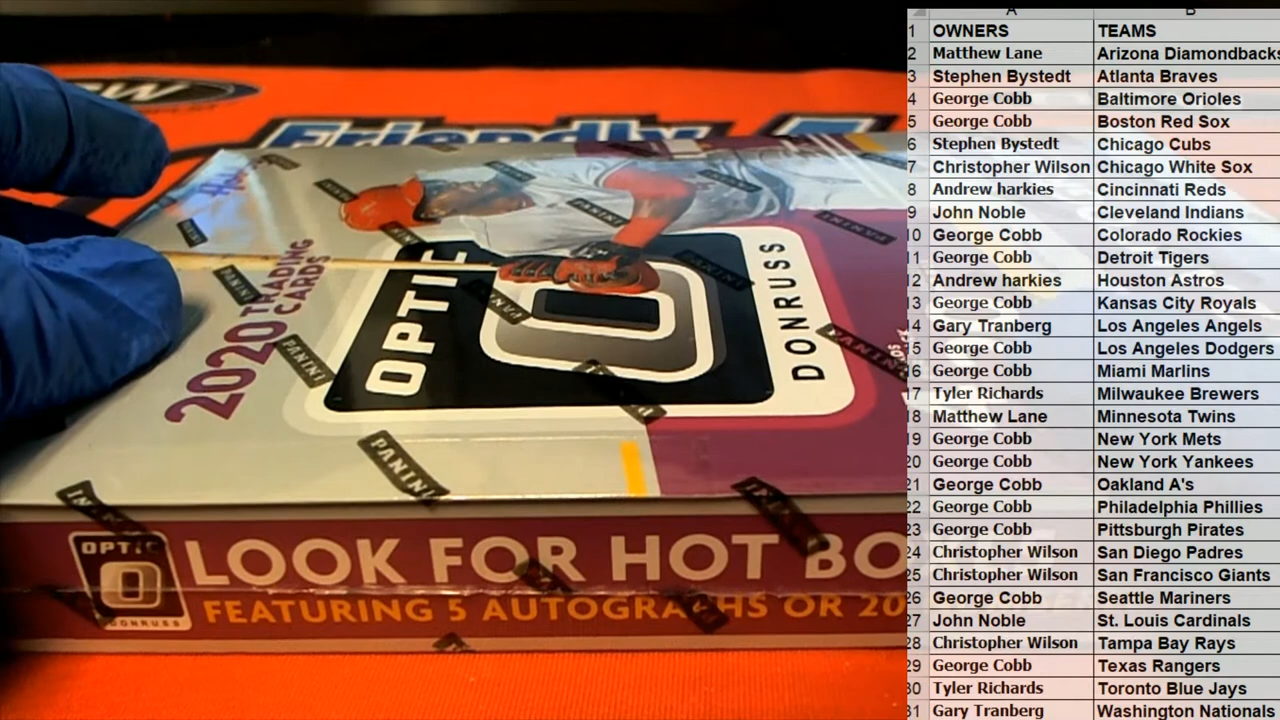 Friendly
2020 TRADING CARDS
OPTIC
DONRUSS
PANINI
PANINI
PANINI
PANINI
PANINI
OPTIC
DONRUSS
LOOK FOR HOT BO
FEATURING 5 AUTOGRAPHS OR 20
A B
1 OWNERS TEAMS
2 Matthew Lane Arizona Diamondbacks
3 Stephen Bystedt Atlanta Braves
4 George Cobb Baltimore Orioles
5 George Cobb Boston Red Sox
6 Stephen Bystedt Chicago Cubs
7 Christopher Wilson Chicago White Sox
8 Andrew harkies Cincinnati Reds
9 John Noble Cleveland Indians
10 George Cobb Colorado Rockies
11 George Cobb Detroit Tigers
12 Andrew harkies Houston Astros
13 George Cobb Kansas City Royals
14 Gary Tranberg Los Angeles Angels
15 George Cobb Los Angeles Dodgers
16 George Cobb Miami Marlins
17 Tyler Richards Milwaukee Brewers
18 Matthew Lane Minnesota Twins
19 George Cobb New York Mets
20 George Cobb New York Yankees
21 George Cobb Oakland A's
22 George Cobb Philadelphia Phillies
23 George Cobb Pittsburgh Pirates
24 Christopher Wilson San Diego Padres
25 Christopher Wilson San Francisco Giants
26 George Cobb Seattle Mariners
27 John Noble St. Louis Cardinals
28 Christopher Wilson Tampa Bay Rays
29 George Cobb Texas Rangers
30 Tyler Richards Toronto Blue Jays
31 Gary Tranberg Washington Nationals